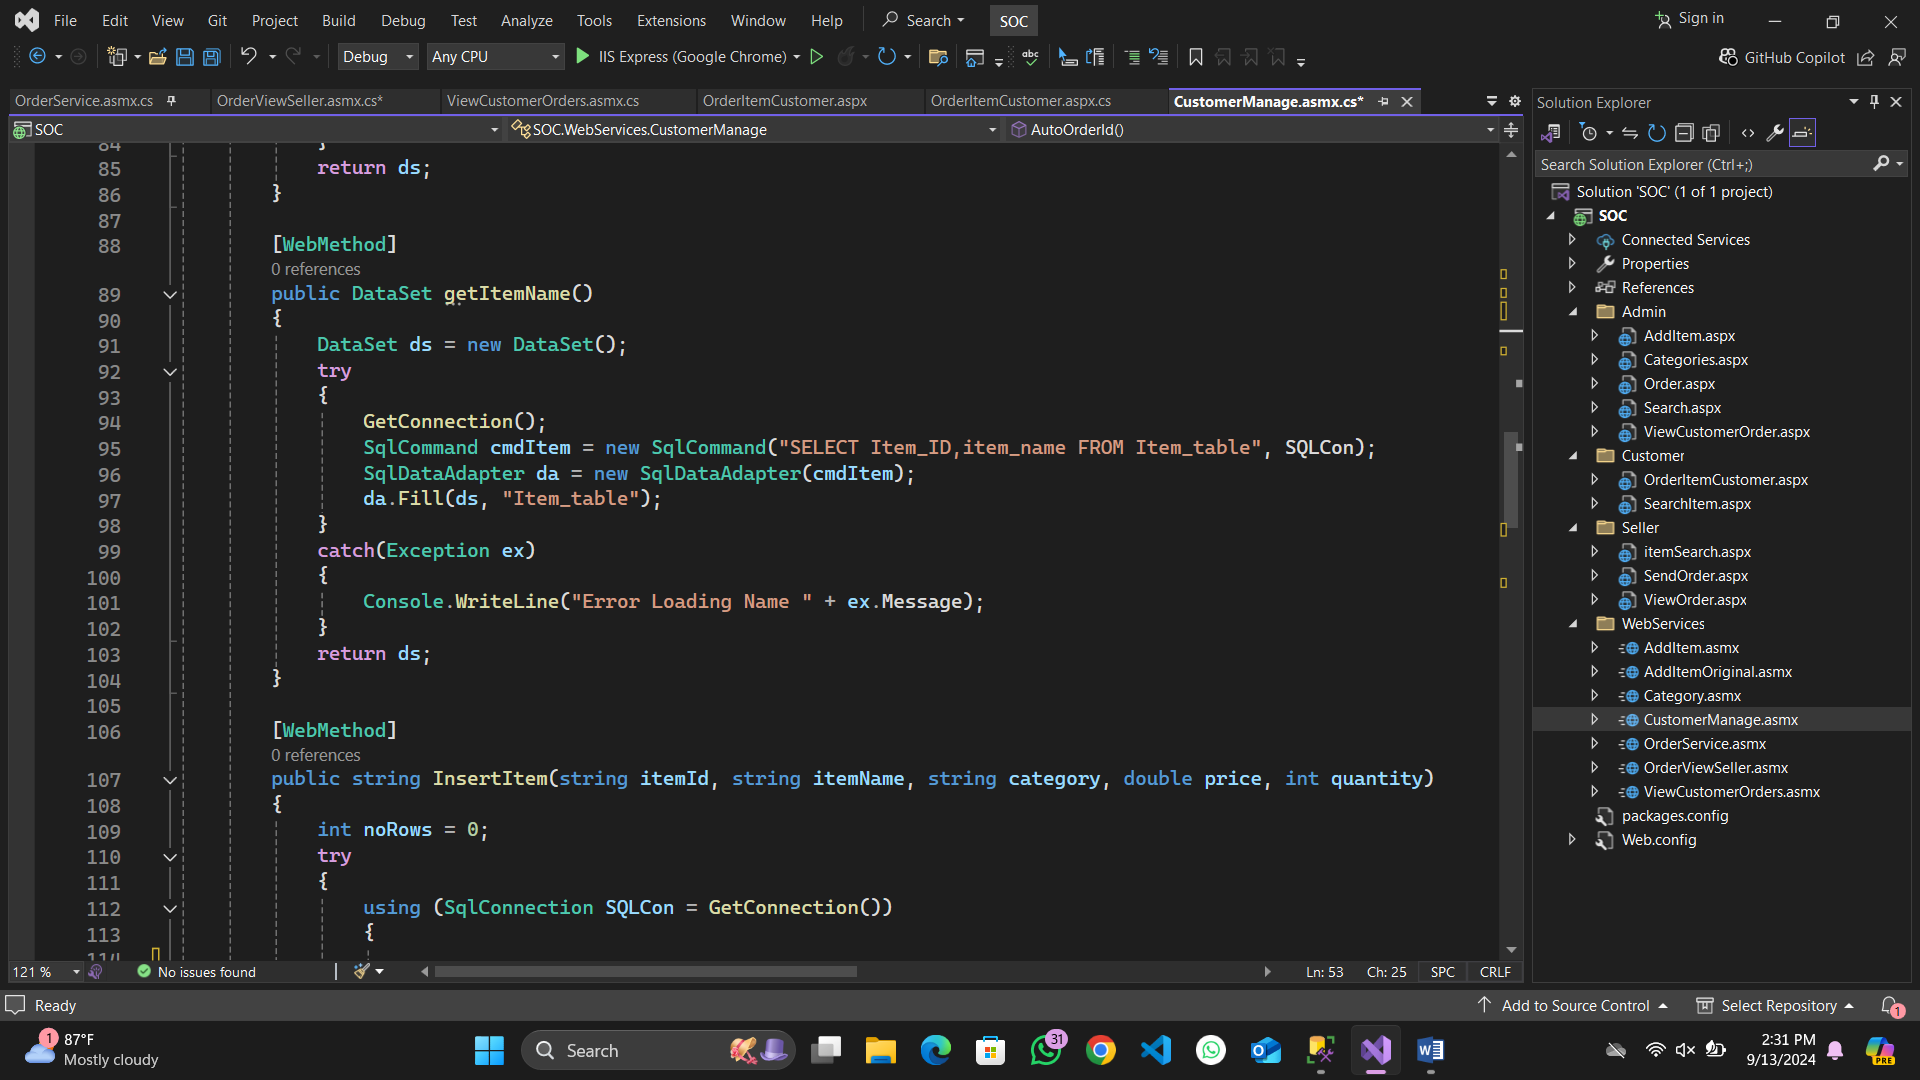 File Edit View Git Project Build Debug Test Analyze Tools Extensions Window Help Search SOC Sign in
Debug Any CPU IIS Express (Google Chrome) GitHub Copilot
OrderService.asmx.cs OrderViewSeller.asmx.cs* ViewCustomerOrders.asmx.cs OrderItemCustomer.aspx OrderItemCustomer.aspx.cs CustomerManage.asmx.cs*
SOC SOC.WebServices.CustomerManage AutoOrderId()
84 }
85 return ds;
86 }
87
88 [WebMethod]
0 references
89 public DataSet getItemName()
90 {
91 DataSet ds = new DataSet();
92 try
93 {
94 GetConnection();
95 SqlCommand cmdItem = new SqlCommand("SELECT Item_ID,item_name FROM Item_table", SQLCon);
96 SqlDataAdapter da = new SqlDataAdapter(cmdItem);
97 da.Fill(ds, "Item_table");
98 }
99 catch(Exception ex)
100 {
101 Console.WriteLine("Error Loading Name " + ex.Message);
102 }
103 return ds;
104 }
105
106 [WebMethod]
0 references
107 public string InsertItem(string itemId, string itemName, string category, double price, int quantity)
108 {
109 int noRows = 0;
110 try
111 {
112 using (SqlConnection SQLCon = GetConnection())
113 {
114
121 % No issues found Ln: 53 Ch: 25 SPC CRLF
Solution Explorer
Search Solution Explorer (Ctrl+;)
Solution 'SOC' (1 of 1 project)
SOC
Connected Services
Properties
References
Admin
AddItem.aspx
Categories.aspx
Order.aspx
Search.aspx
ViewCustomerOrder.aspx
Customer
OrderItemCustomer.aspx
SearchItem.aspx
Seller
itemSearch.aspx
SendOrder.aspx
ViewOrder.aspx
WebServices
AddItem.asmx
AddItemOriginal.asmx
Category.asmx
CustomerManage.asmx
OrderService.asmx
OrderViewSeller.asmx
ViewCustomerOrders.asmx
packages.config
Web.config
Ready Add to Source Control Select Repository 1
1 87°F
Mostly cloudy
Search
31
PRE
2:31 PM
9/13/2024